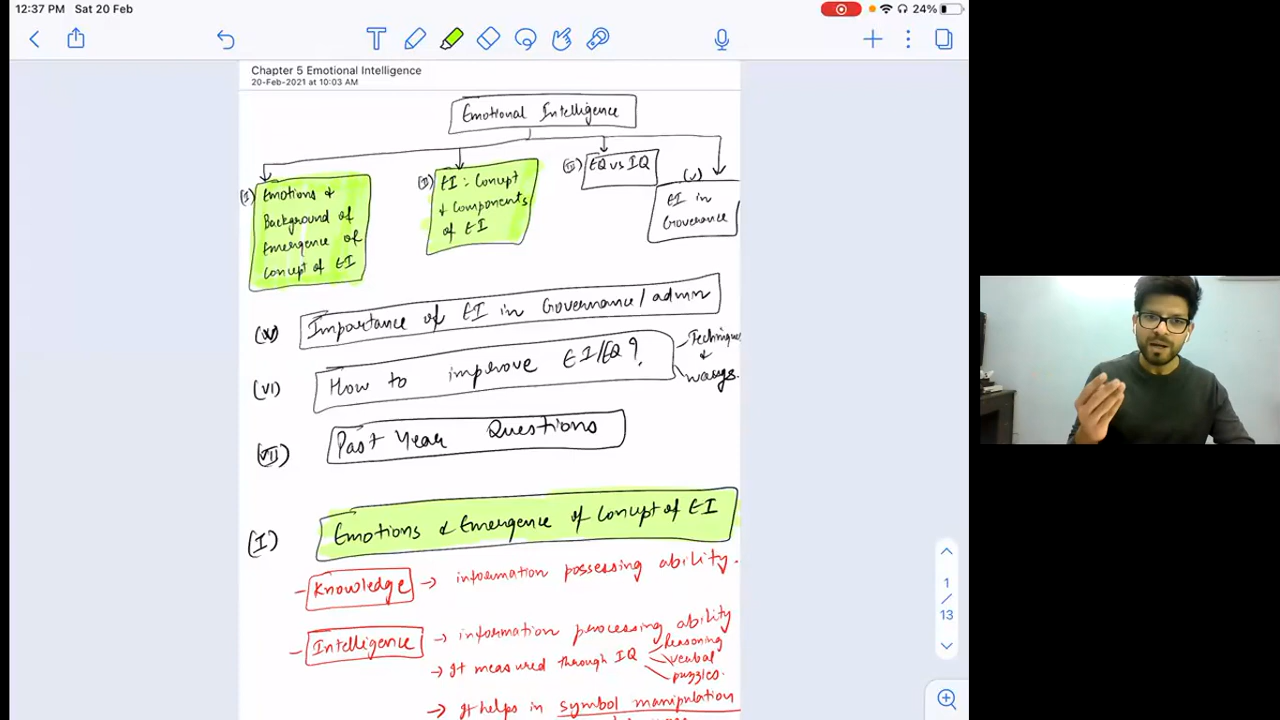 12:37 PM Sat 20 Feb
24%
Chapter 5 Emotional Intelligence
20-Feb-2021 at 10:03 AM
Emotional Intelligence
(I) Emotions &
Background of
Emergence of
Concept of EI
(II) EI : Concept
& Components
of EI
(III) EQ vs IQ
(v)
EI in
Governance
(v) Importance of EI in Governance/admn
(VI) How to improve EI/EQ?
Techniques
&
ways.
(VII) Past Year Questions
(I) Emotions & Emergence of Concept of EI
- Knowledge → information possessing ability.
- Intelligence → information processing ability
→ It measured through IQ
Reasoning
verbal
puzzles.
→ It helps in symbol manipulation
1
/
13